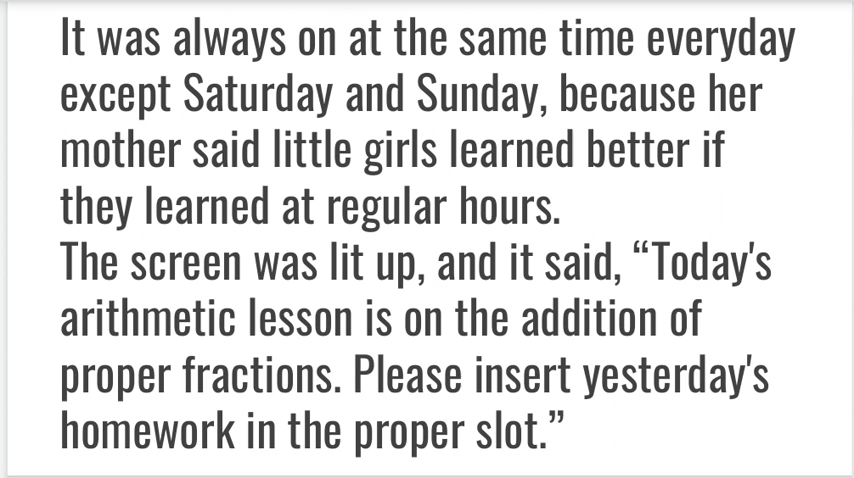 It was always on at the same time everyday
except Saturday and Sunday, because her
mother said little girls learned better if
they learned at regular hours.
The screen was lit up, and it said, “Today's
arithmetic lesson is on the addition of
proper fractions. Please insert yesterday's
homework in the proper slot.”